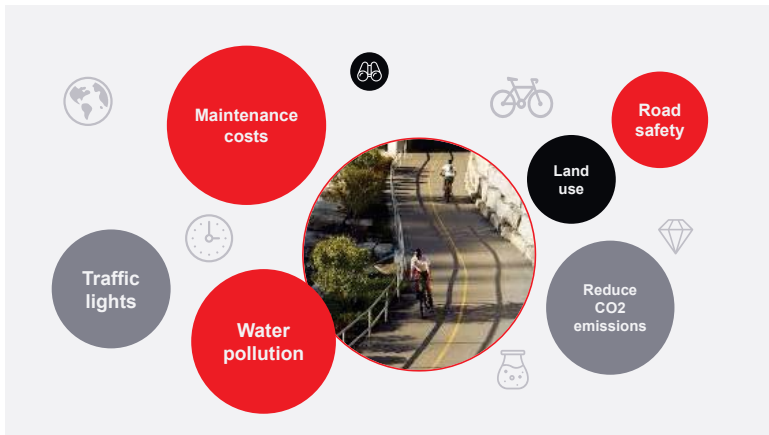 Maintenance
costs
Road
safety
Land
use
Traffic
lights
Reduce
CO2
emissions
Water
pollution